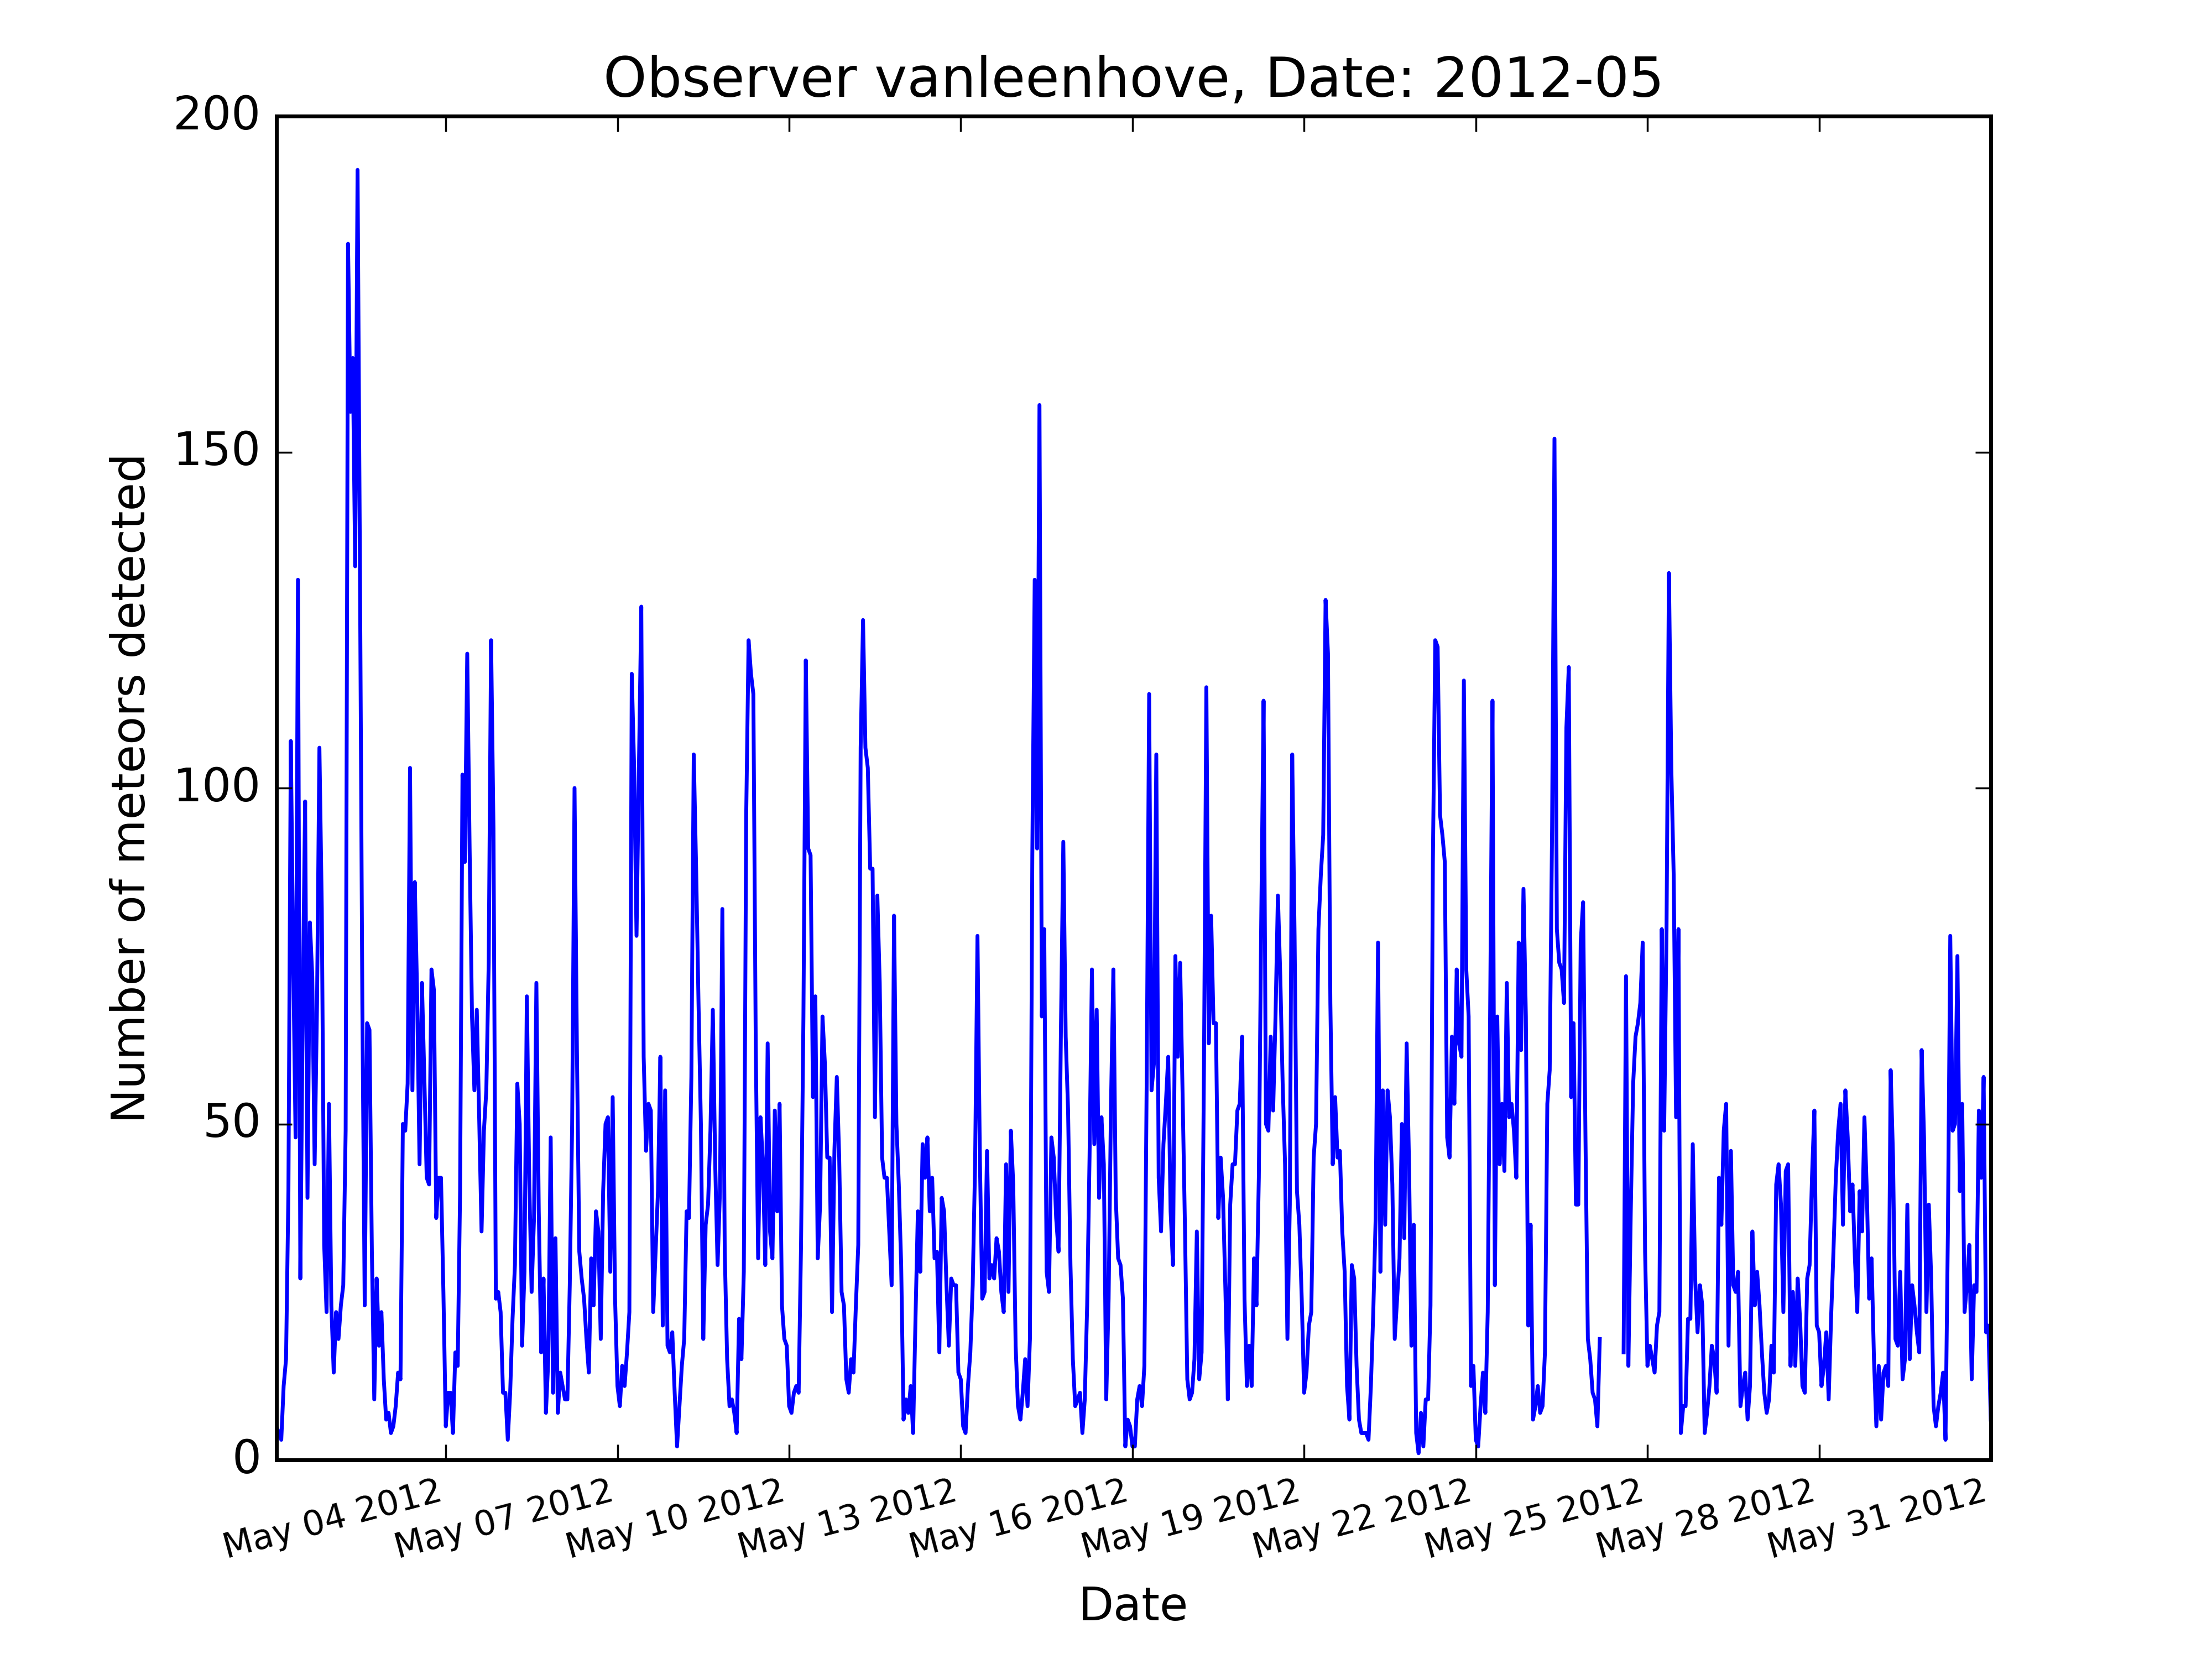 Observer vanleenhove, Date: 2012-05
200
150
100
50
0
Number of meteors detected
May 04 2012
May 07 2012
May 10 2012
May 13 2012
May 16 2012
May 19 2012
May 22 2012
May 25 2012
May 28 2012
May 31 2012
Date